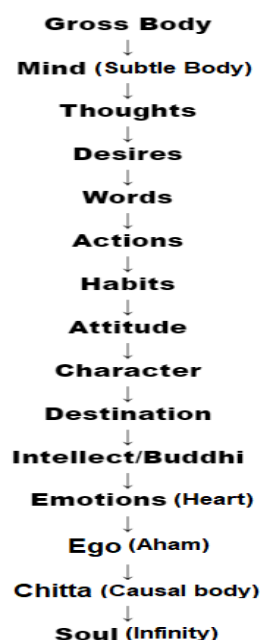 Gross Body
↓
Mind (Subtle Body)
↓
Thoughts
↓
Desires
↓
Words
↓
Actions
↓
Habits
↓
Attitude
↓
Character
↓
Destination
↓
Intellect/Buddhi
↓
Emotions (Heart)
↓
Ego (Aham)
↓
Chitta (Causal body)
↓
Soul (Infinity)